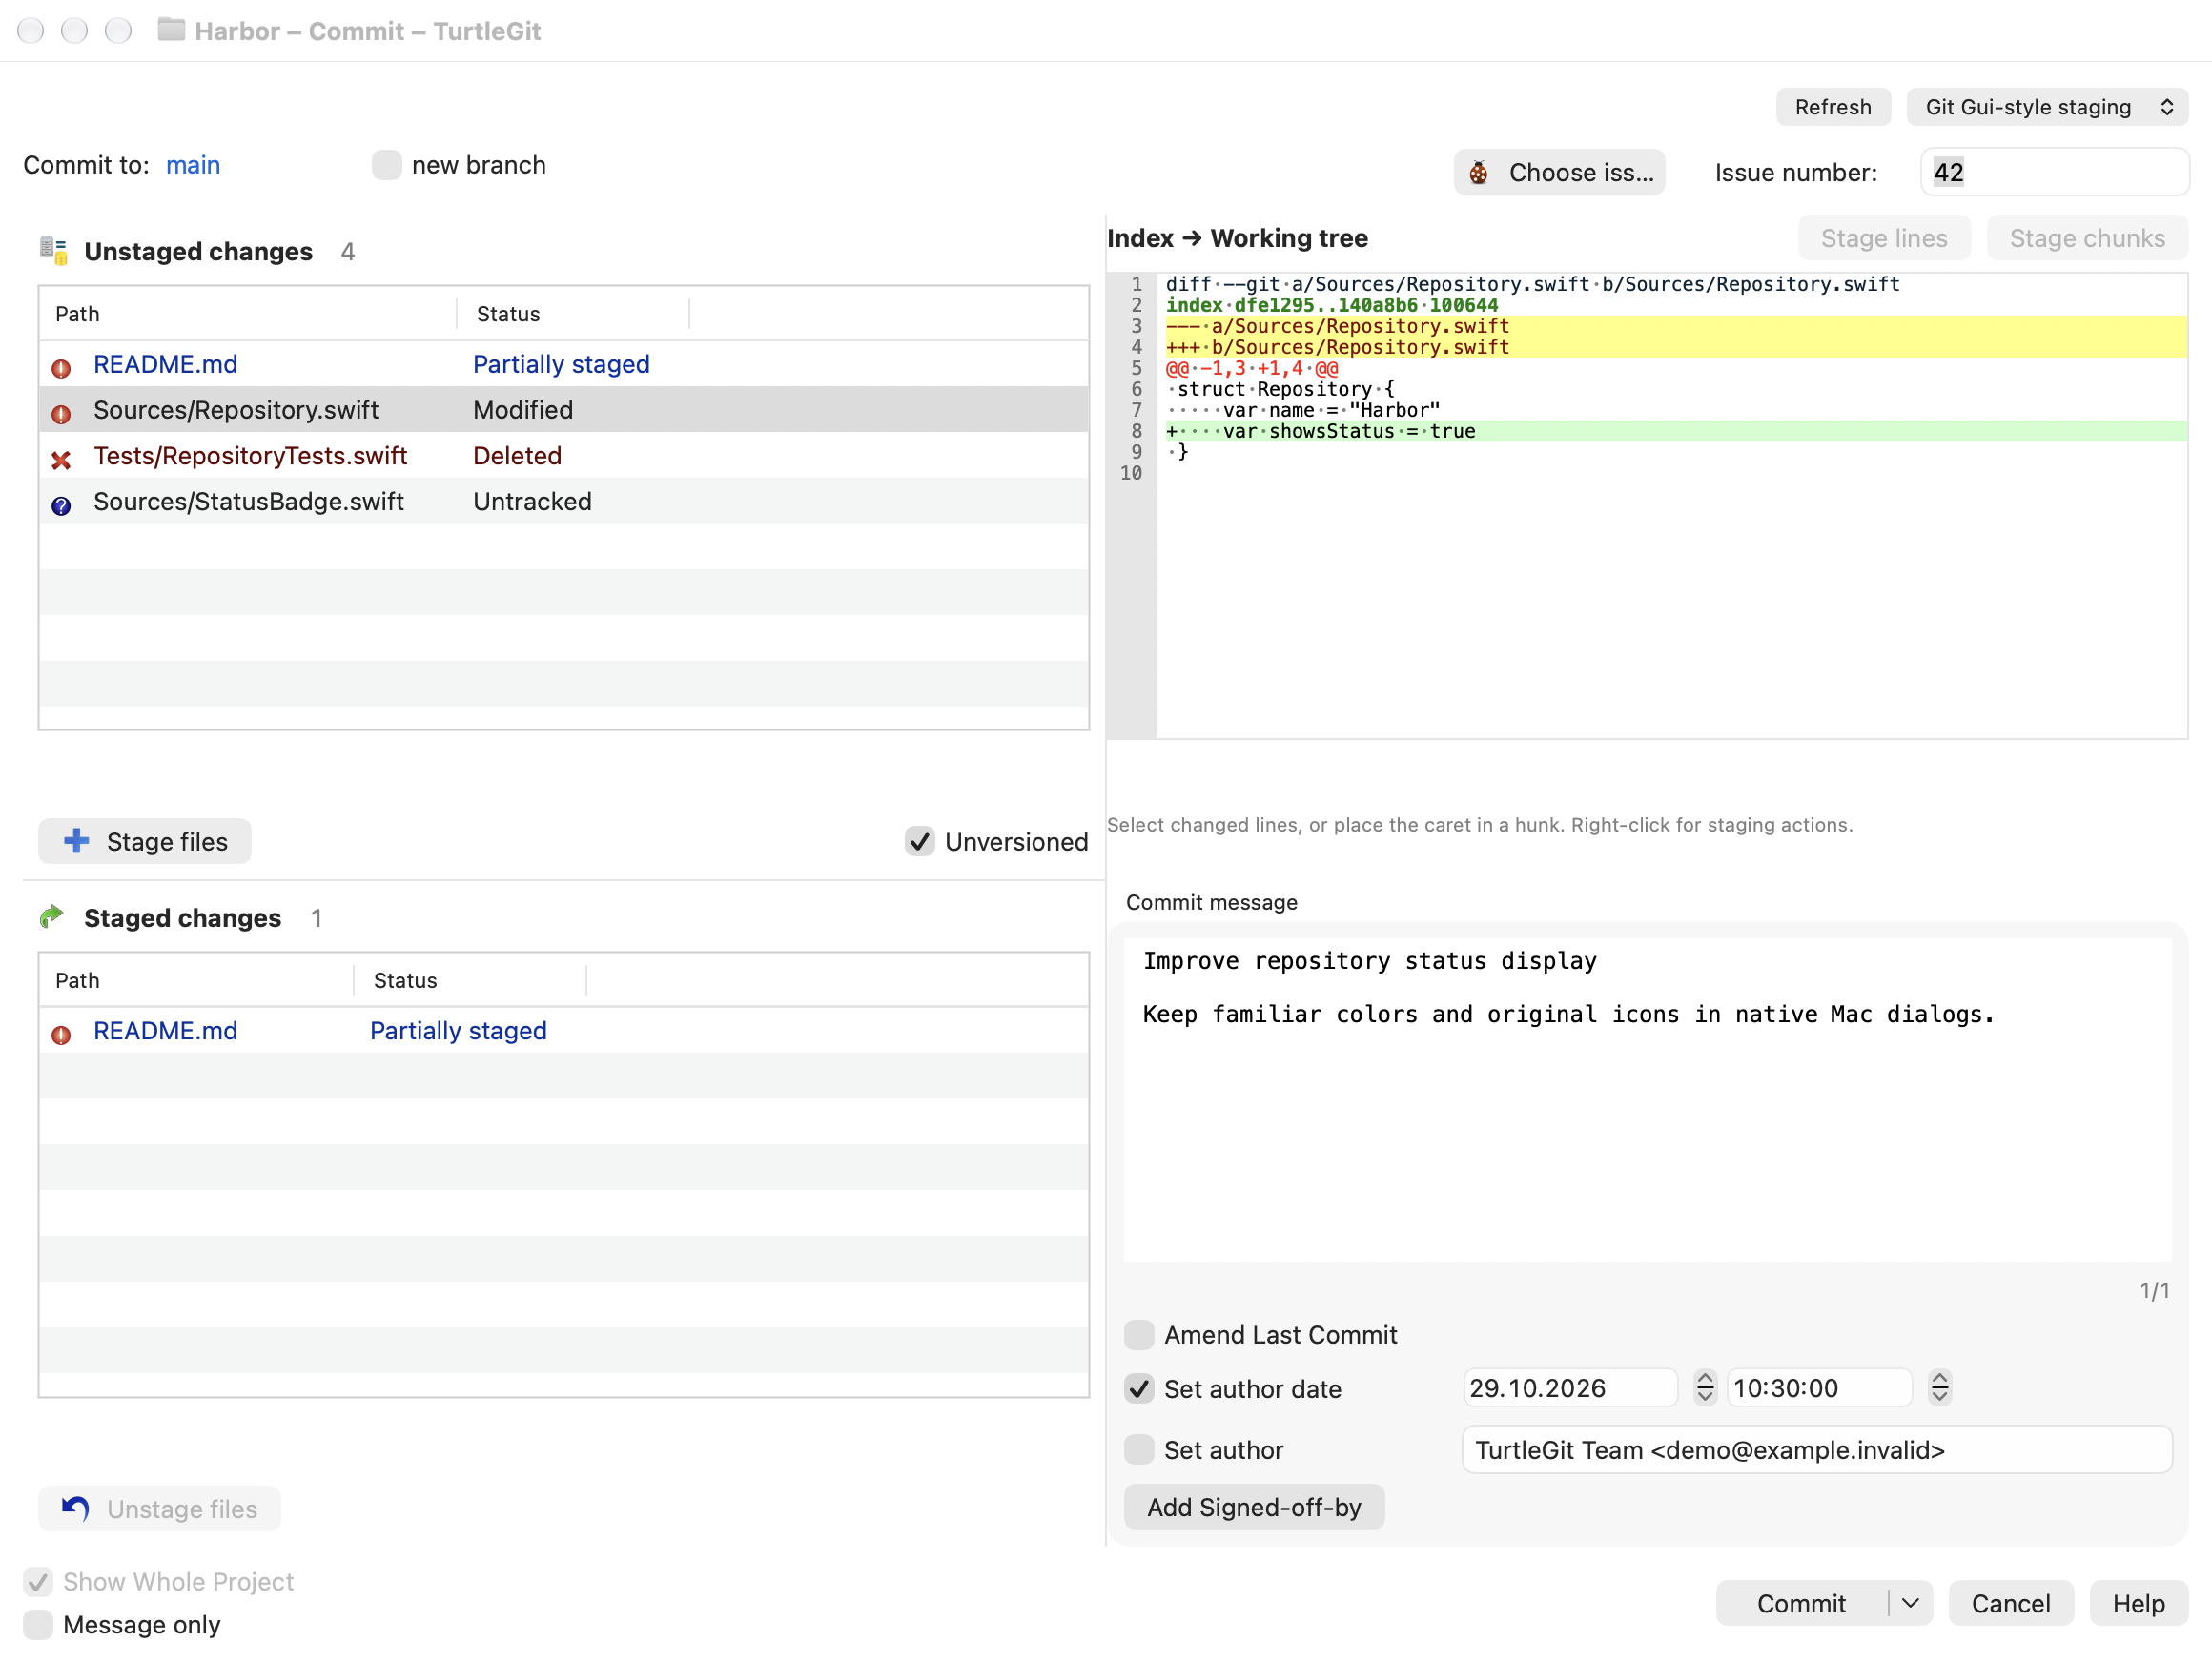 Harbor – Commit – TurtleGit
Refresh
Git Gui-style staging
Commit to: main
new branch
Choose iss...
Issue number:
42
Unstaged changes 4
Path Status
README.md Partially staged
Sources/Repository.swift Modified
Tests/RepositoryTests.swift Deleted
Sources/StatusBadge.swift Untracked
Stage files
Unversioned
Staged changes 1
Path Status
README.md Partially staged
Unstage files
Show Whole Project
Message only
Index → Working tree
Stage lines
Stage chunks
1 diff·--git·a/Sources/Repository.swift·b/Sources/Repository.swift
2 index·dfe1295..140a8b6·100644
3 ---·a/Sources/Repository.swift
4 +++·b/Sources/Repository.swift
5 @@·-1,3·+1,4·@@
6 ·struct·Repository·{
7 ·····var·name·=·"Harbor"
8 +····var·showsStatus·=·true
9 ·}
10
Select changed lines, or place the caret in a hunk. Right-click for staging actions.
Commit message
Improve repository status display
Keep familiar colors and original icons in native Mac dialogs.
1/1
Amend Last Commit
Set author date 29.10.2026 10:30:00
Set author TurtleGit Team <demo@example.invalid>
Add Signed-off-by
Commit
Cancel
Help